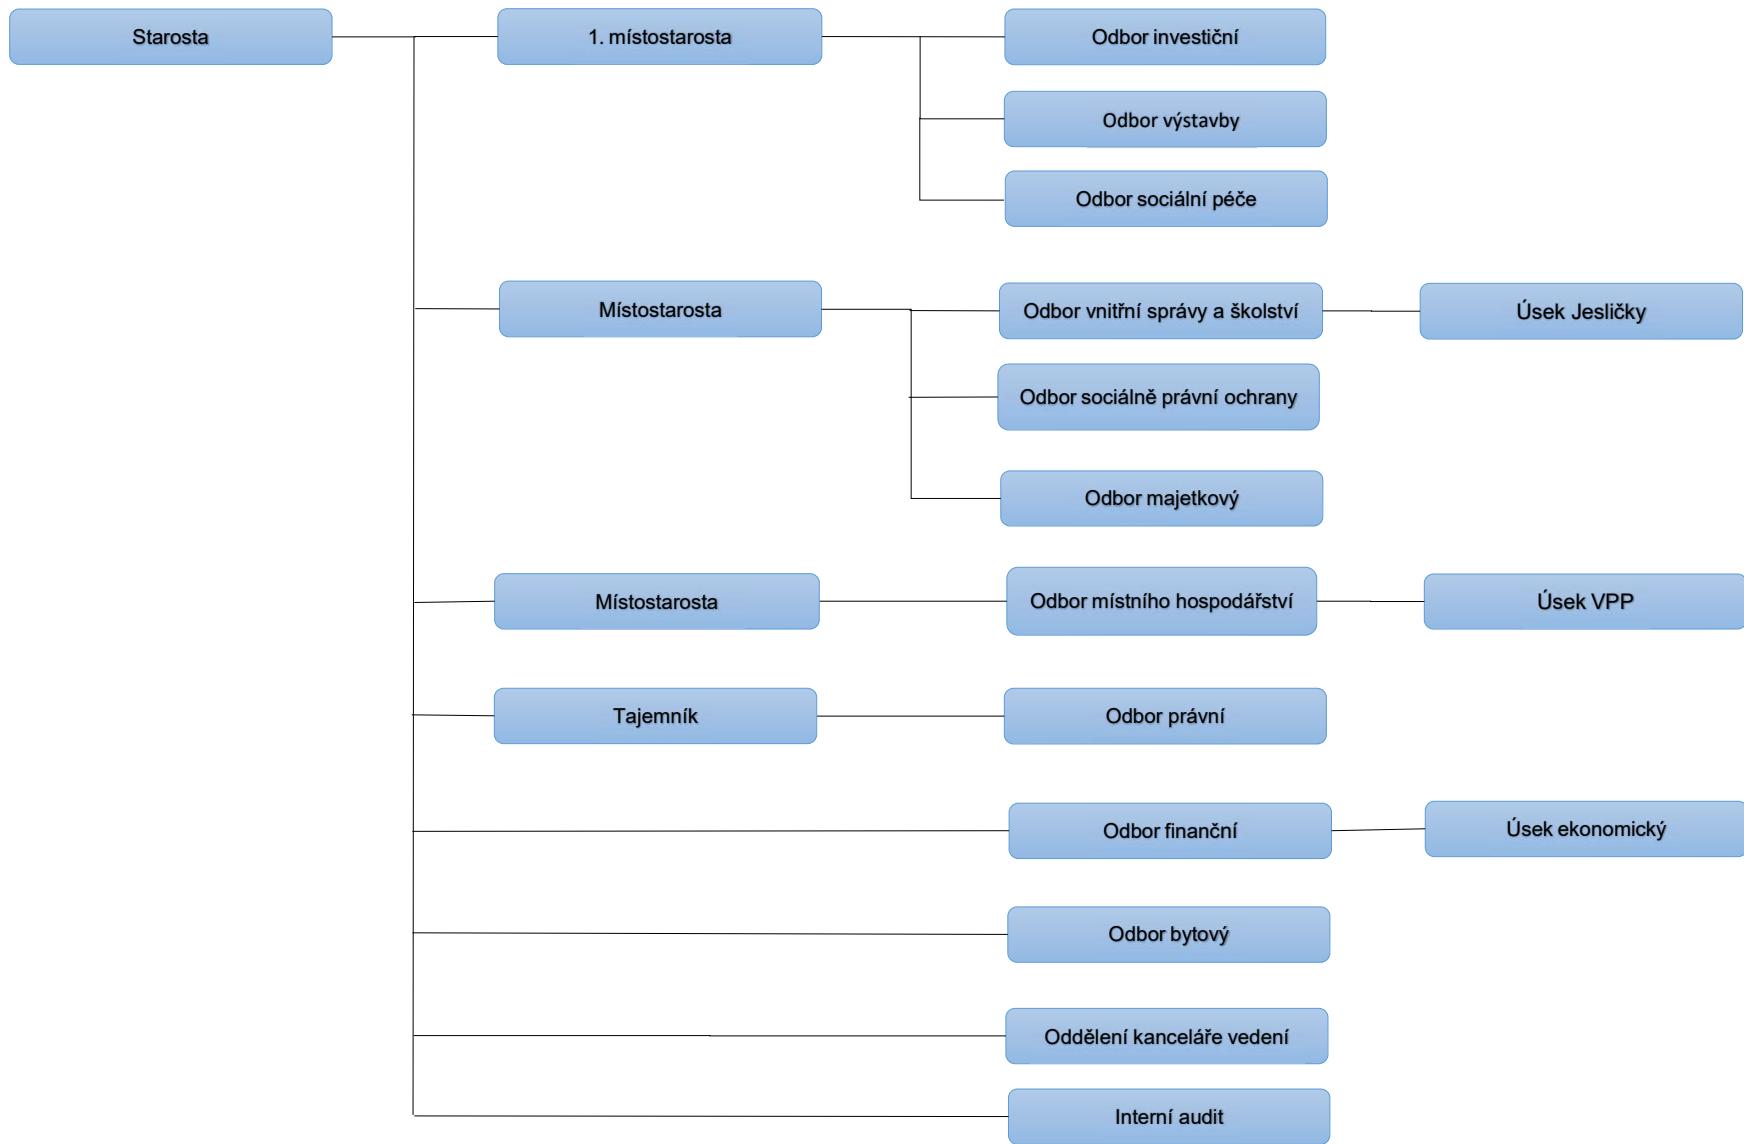 Starosta
1. místostarosta
Odbor investiční
Odbor výstavby
Odbor sociální péče
Místostarosta
Odbor vnitřní správy a školství
Úsek Jesličky
Odbor sociálně právní ochrany
Odbor majetkový
Místostarosta
Odbor místního hospodářství
Úsek VPP
Tajemník
Odbor právní
Odbor finanční
Úsek ekonomický
Odbor bytový
Oddělení kanceláře vedení
Interní audit